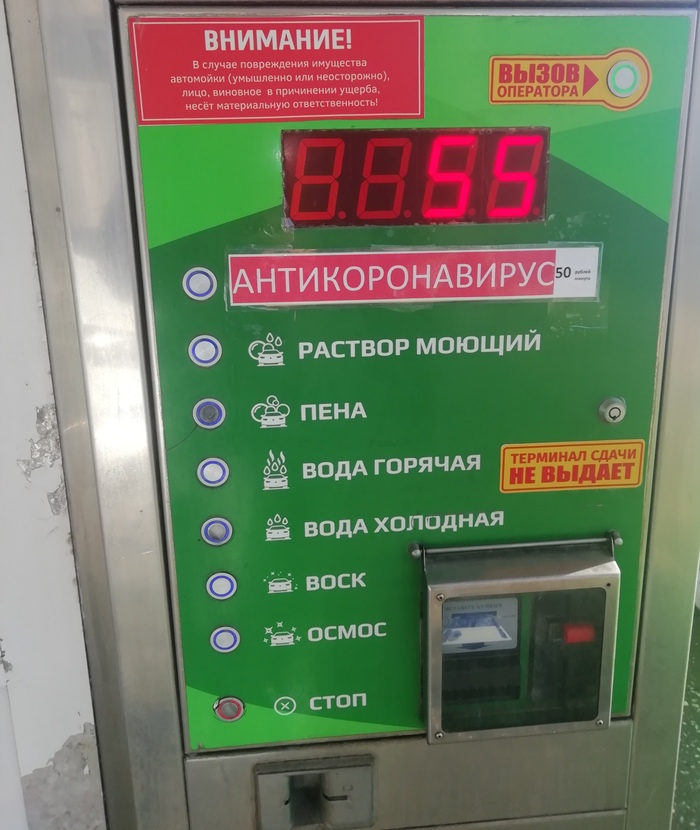 ВНИМАНИЕ!
В случае повреждения имущества
автомойки (умышленно или неосторожно),
лицо, виновное в причинении ущерба,
несёт материальную ответственность!
ВЫЗОВ
ОПЕРАТОРА
55
АНТИКОРОНАВИРУС 50 рублей
минута
РАСТВОР МОЮЩИЙ
ПЕНА
ТЕРМИНАЛ СДАЧИ
НЕ ВЫДАЕТ
ВОДА ГОРЯЧАЯ
ВОДА ХОЛОДНАЯ
ВОСК
ОСМОС
СТОП